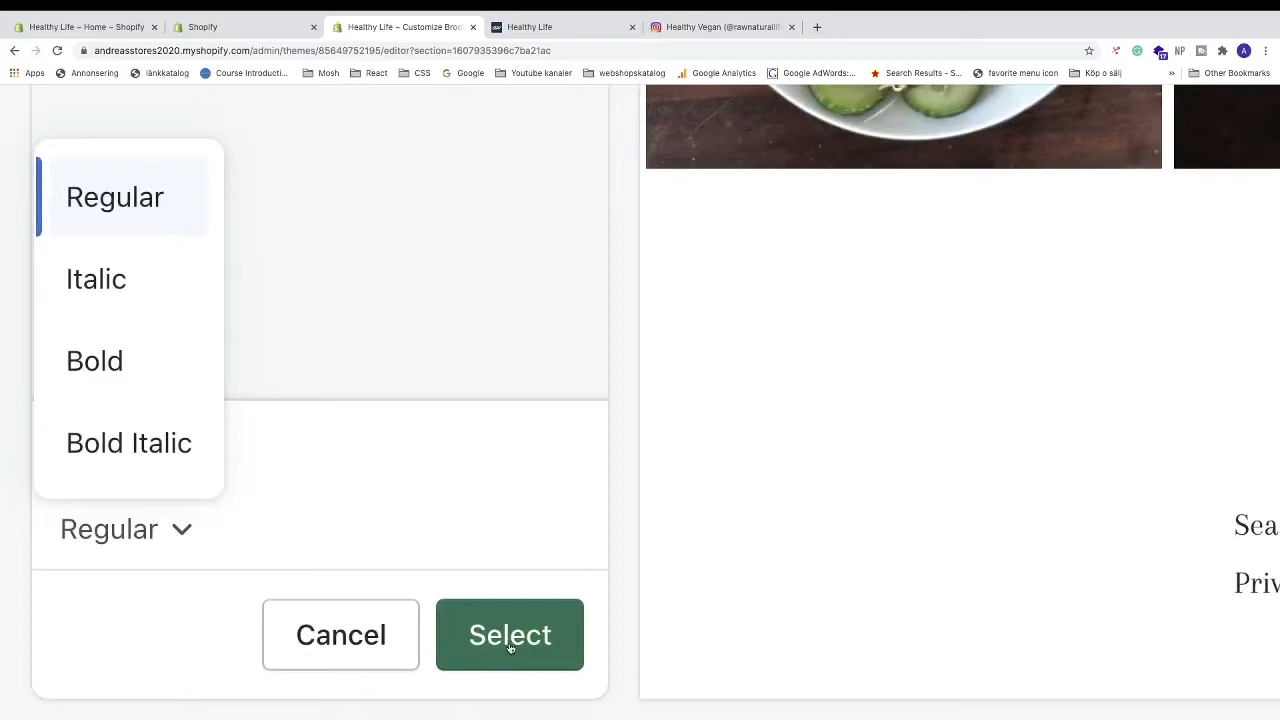 Healthy Life ~ Home ~ Shopify
Shopify
Healthy Life ~ Customize Broo
Healthy Life
Healthy Vegan (@rawnaturallif
andreasstores2020.myshopify.com/admin/themes/85649752195/editor?section=1607935396c7ba21ac
NP
17
A
Apps
Annonsering
länkkatalog
Course Introducti...
Mosh
React
CSS
Google
Youtube kanaler
webshopskatalog
Google Analytics
Google AdWords:...
Search Results - S...
favorite menu icon
Köp o sälj
»
Other Bookmarks
Regular
Italic
Bold
Bold Italic
Regular
Cancel
Select
Sea
Priv